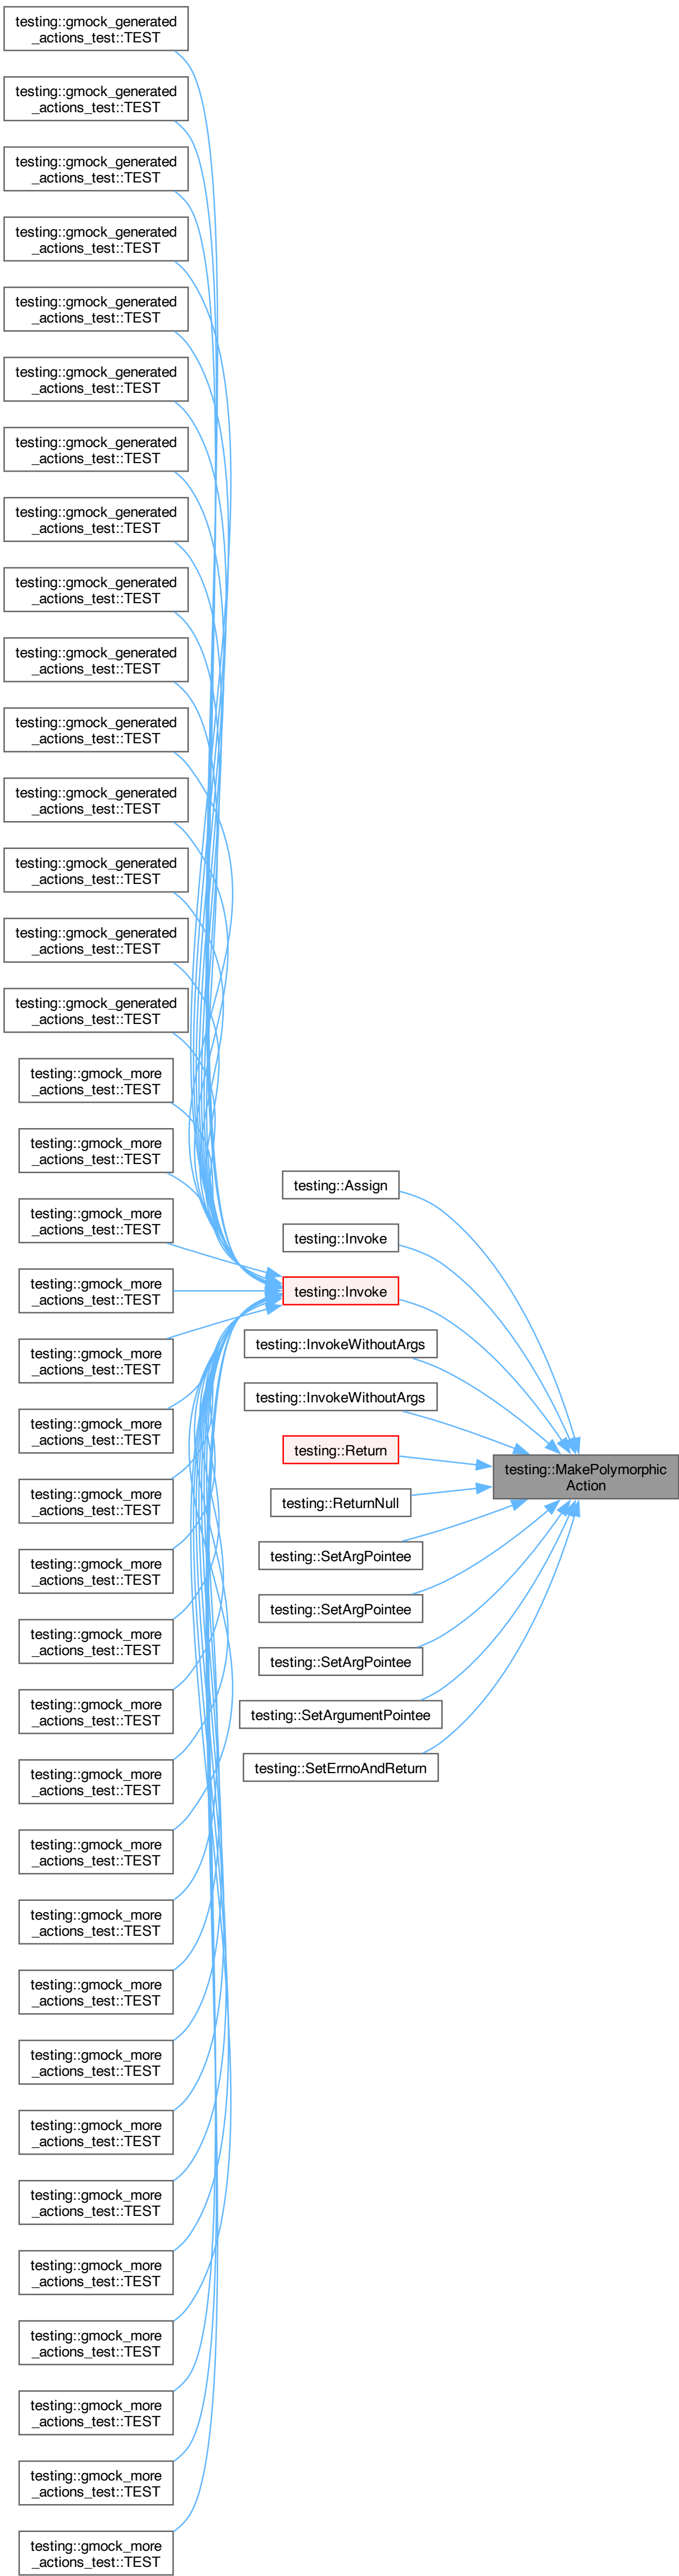 testing::gmock_generated
_actions_test::TEST
testing::gmock_generated
_actions_test::TEST
testing::gmock_generated
_actions_test::TEST
testing::gmock_generated
_actions_test::TEST
testing::gmock_generated
_actions_test::TEST
testing::gmock_generated
_actions_test::TEST
testing::gmock_generated
_actions_test::TEST
testing::gmock_generated
_actions_test::TEST
testing::gmock_generated
_actions_test::TEST
testing::gmock_generated
_actions_test::TEST
testing::gmock_generated
_actions_test::TEST
testing::gmock_generated
_actions_test::TEST
testing::gmock_generated
_actions_test::TEST
testing::gmock_generated
_actions_test::TEST
testing::gmock_generated
_actions_test::TEST
testing::gmock_more
_actions_test::TEST
testing::gmock_more
_actions_test::TEST
testing::gmock_more
_actions_test::TEST
testing::gmock_more
_actions_test::TEST
testing::gmock_more
_actions_test::TEST
testing::gmock_more
_actions_test::TEST
testing::gmock_more
_actions_test::TEST
testing::gmock_more
_actions_test::TEST
testing::gmock_more
_actions_test::TEST
testing::gmock_more
_actions_test::TEST
testing::gmock_more
_actions_test::TEST
testing::gmock_more
_actions_test::TEST
testing::gmock_more
_actions_test::TEST
testing::gmock_more
_actions_test::TEST
testing::gmock_more
_actions_test::TEST
testing::gmock_more
_actions_test::TEST
testing::gmock_more
_actions_test::TEST
testing::gmock_more
_actions_test::TEST
testing::gmock_more
_actions_test::TEST
testing::gmock_more
_actions_test::TEST
testing::gmock_more
_actions_test::TEST
testing::gmock_more
_actions_test::TEST
testing::Assign
testing::Invoke
testing::Invoke
testing::InvokeWithoutArgs
testing::InvokeWithoutArgs
testing::Return
testing::ReturnNull
testing::SetArgPointee
testing::SetArgPointee
testing::SetArgPointee
testing::SetArgumentPointee
testing::SetErrnoAndReturn
testing::MakePolymorphic
Action